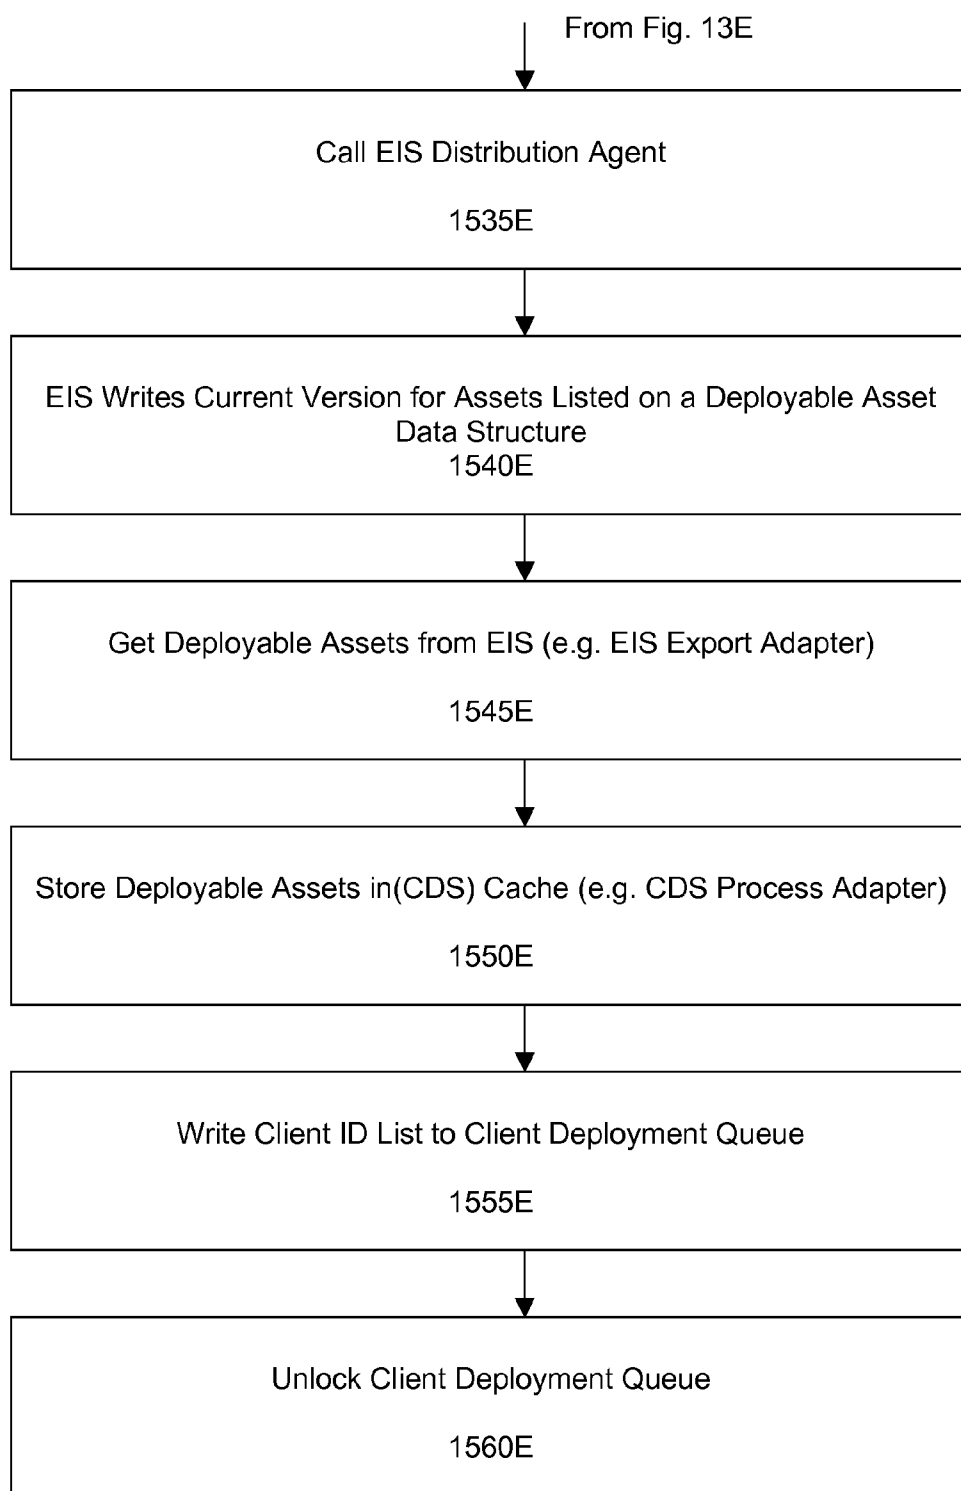 From Fig. 13E
Call EIS Distribution Agent
1535E
EIS Writes Current Version for Assets Listed on a Deployable Asset
Data Structure
1540E
Get Deployable Assets from EIS (e.g. EIS Export Adapter)
1545E
Store Deployable Assets in(CDS) Cache (e.g. CDS Process Adapter)
1550E
Write Client ID List to Client Deployment Queue
1555E
Unlock Client Deployment Queue
1560E